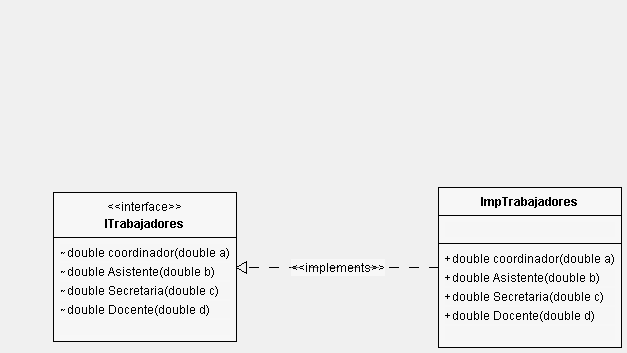 <<interface>>
ITrabajadores
~double coordinador(double a)
~double Asistente(double b)
~double Secretaria(double c)
~double Docente(double d)
<<implements>>
ImpTrabajadores
+double coordinador(double a)
+double Asistente(double b)
+double Secretaria(double c)
+double Docente(double d)